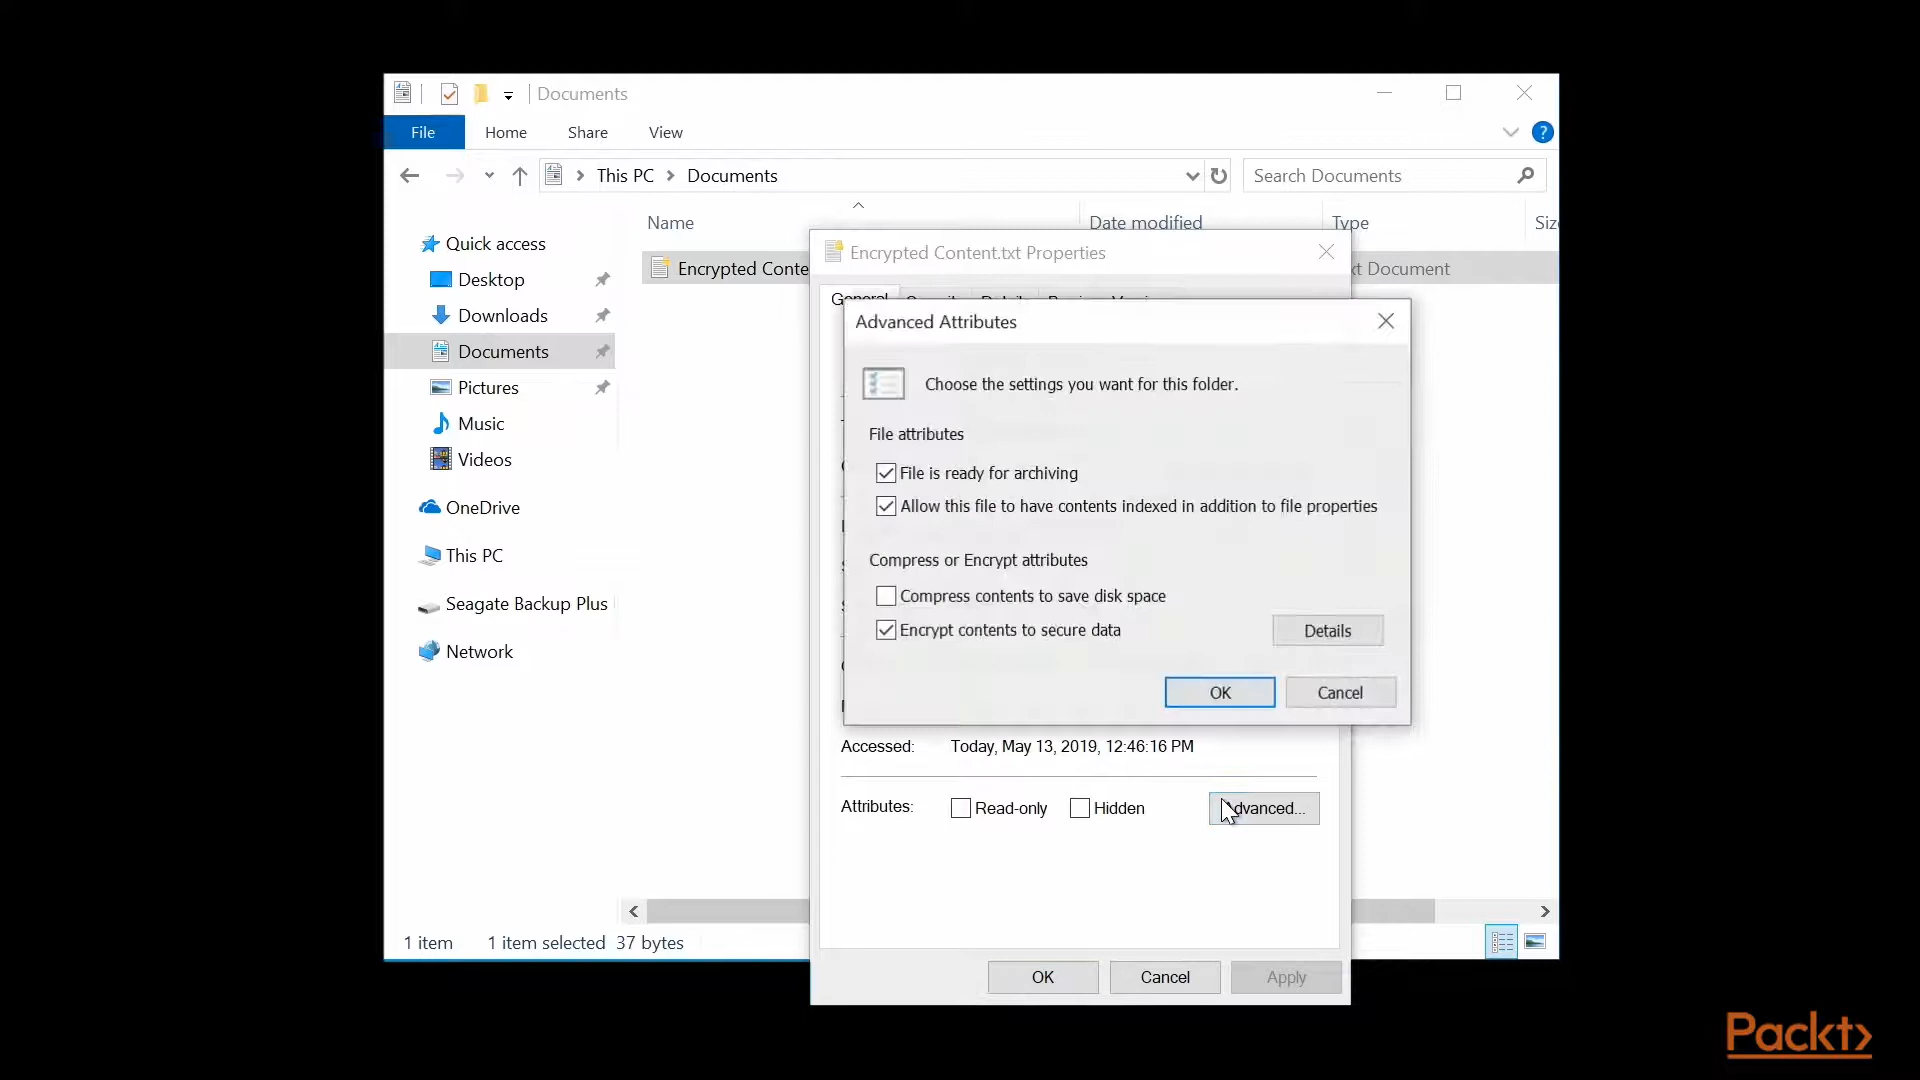 Documents
File Home Share View
This PC Documents Search Documents
Name Date modified Type
Quick access
Encrypted Content.txt Properties
Encrypted Conte
xt Document
Desktop
General
Downloads
Advanced Attributes
Documents
Choose the settings you want for this folder.
Pictures
Music
File attributes
Videos
File is ready for archiving
OneDrive
Allow this file to have contents indexed in addition to file properties
This PC
Compress or Encrypt attributes
Seagate Backup Plus
Compress contents to save disk space
Encrypt contents to secure data Details
Network
OK Cancel
Accessed: Today, May 13, 2019, 12:46:16 PM
Attributes: Read-only Hidden dvanced...
1 item 1 item selected 37 bytes
OK Cancel Apply
Packt>